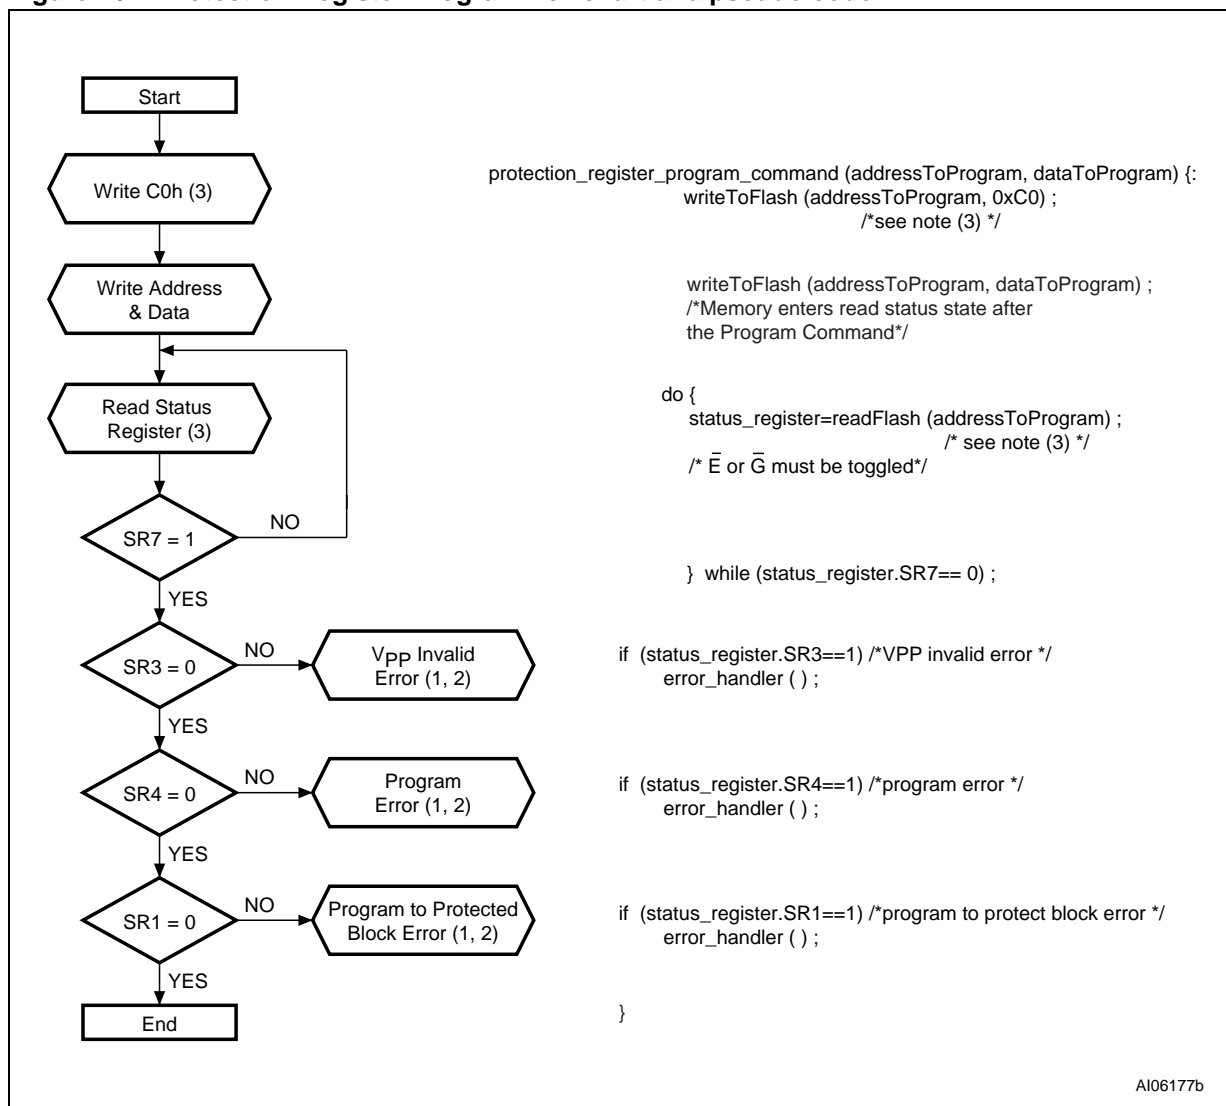 Start
Write C0h (3)
Write Address
& Data
Read Status
Register (3)
SR7 = 1
NO
YES
SR3 = 0
NO
VPP Invalid
Error (1, 2)
YES
SR4 = 0
NO
Program
Error (1, 2)
YES
SR1 = 0
NO
Program to Protected
Block Error (1, 2)
YES
End
protection_register_program_command (addressToProgram, dataToProgram) {:
writeToFlash (addressToProgram, 0xC0) ;
/*see note (3) */
writeToFlash (addressToProgram, dataToProgram) ;
/*Memory enters read status state after
the Program Command*/
do {
status_register=readFlash (addressToProgram) ;
/* see note (3) */
/* E̅ or G̅ must be toggled*/
} while (status_register.SR7== 0) ;
if (status_register.SR3==1) /*VPP invalid error */
error_handler ( ) ;
if (status_register.SR4==1) /*program error */
error_handler ( ) ;
if (status_register.SR1==1) /*program to protect block error */
error_handler ( ) ;
}
AI06177b